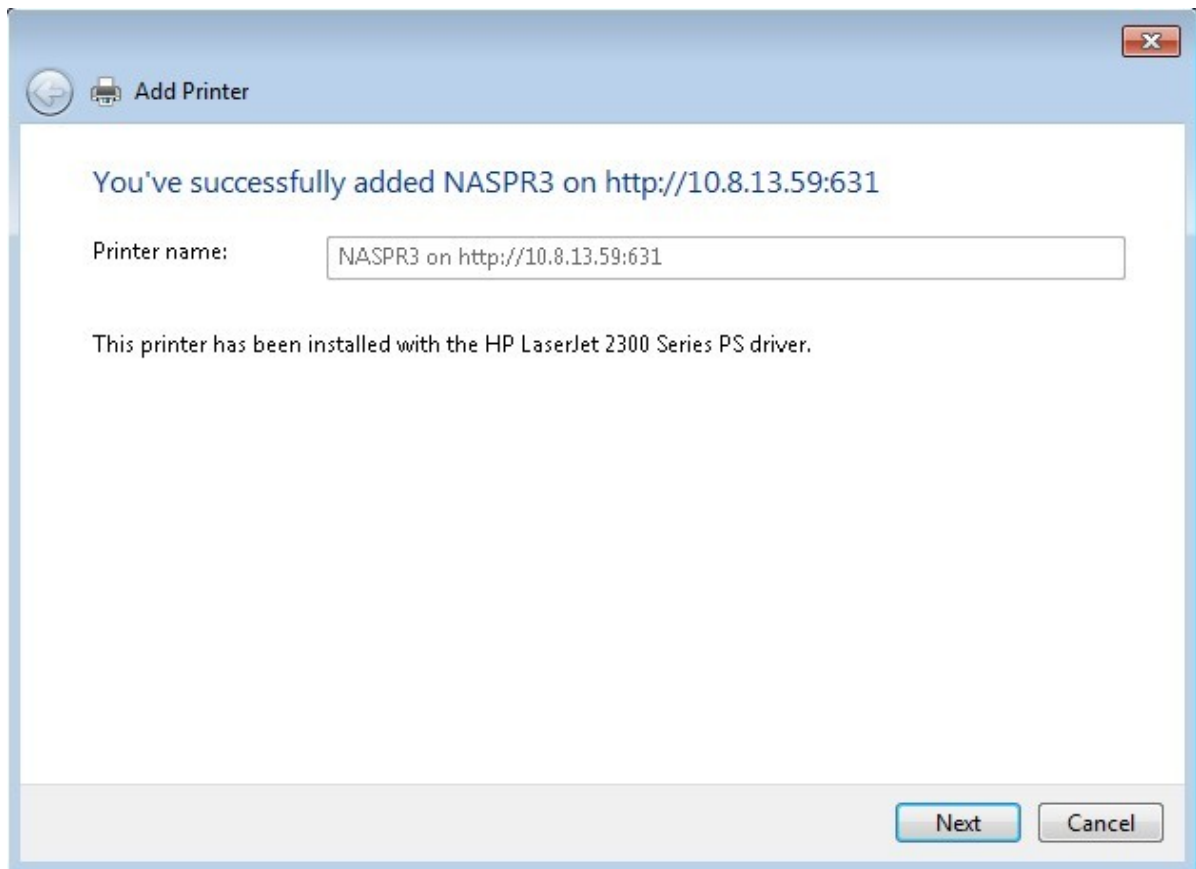 Add Printer
You've successfully added NASPR3 on http://10.8.13.59:631
Printer name:
NASPR3 on http://10.8.13.59:631
This printer has been installed with the HP LaserJet 2300 Series PS driver.
Next
Cancel